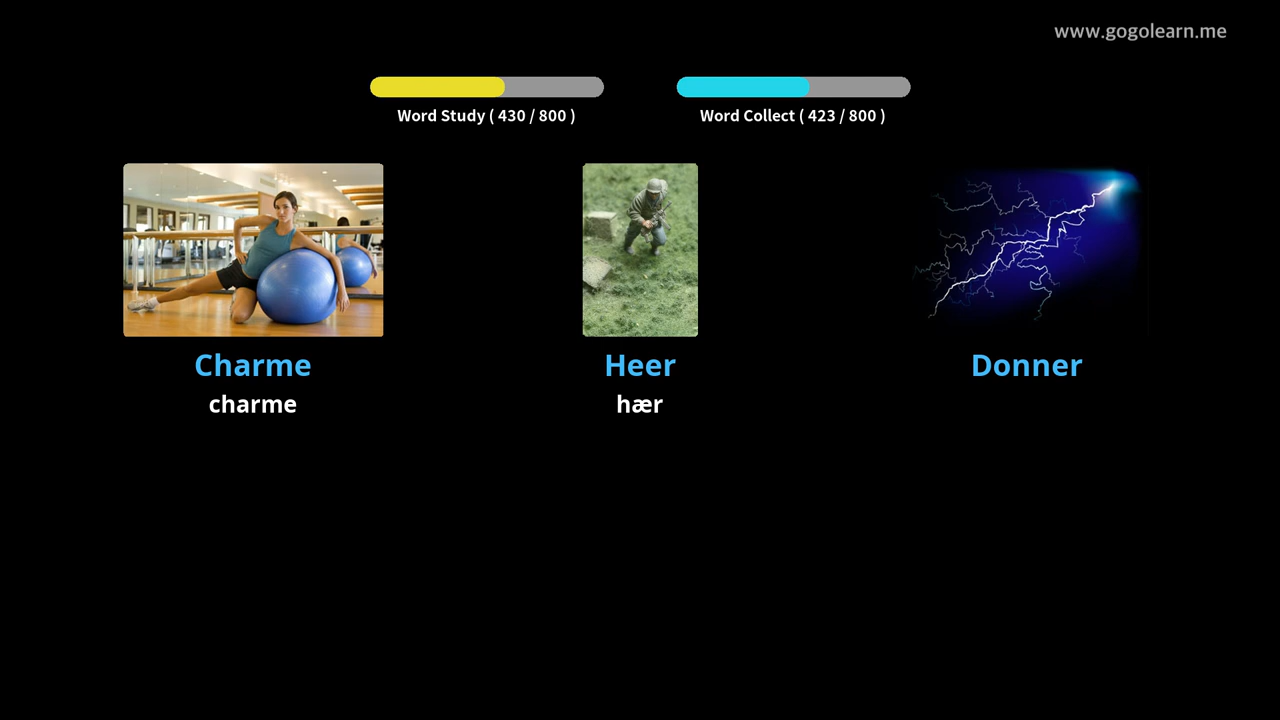 www.gogolearn.me
Word Study ( 430 / 800 )
Word Collect ( 423 / 800 )
Charme
Heer
Donner
charme
hær